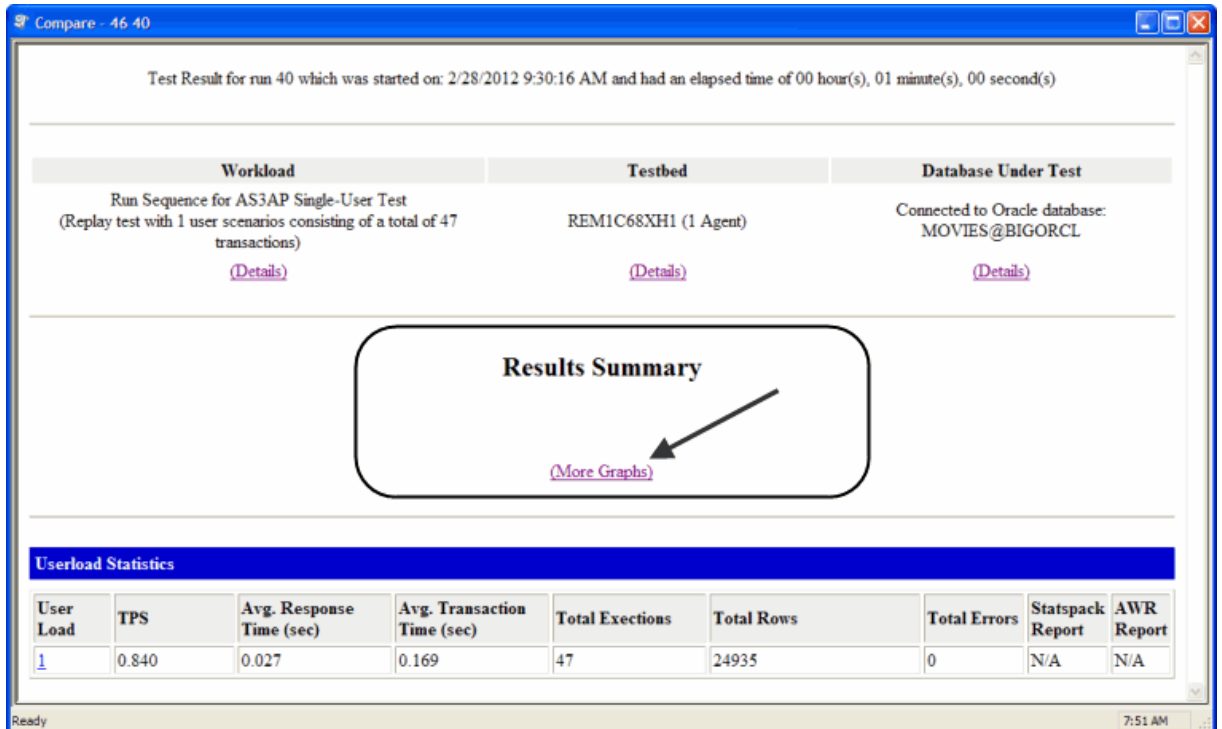 Compare - 46 40
Test Result for run 40 which was started on: 2/28/2012 9:30:16 AM and had an elapsed time of 00 hour(s), 01 minute(s), 00 second(s)
Workload Testbed Database Under Test
Run Sequence for AS3AP Single-User Test
(Replay test with 1 user scenarios consisting of a total of 47
transactions)
(Details)
REM1C68XH1 (1 Agent)
(Details)
Connected to Oracle database:
MOVIES@BIGORCL
(Details)
Results Summary
(More Graphs)
Userload Statistics
User Load TPS Avg. Response Time (sec) Avg. Transaction Time (sec) Total Exections Total Rows Total Errors Statspack Report AWR Report
1 0.840 0.027 0.169 47 24935 0 N/A N/A
Ready 7:51 AM